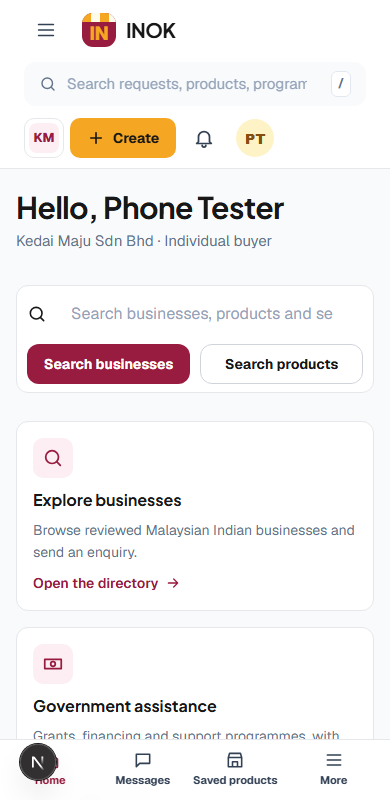 IN INOK
Search requests, products, program /
KM + Create PT
Hello, Phone Tester
Kedai Maju Sdn Bhd · Individual buyer
Search businesses, products and se
Search businesses Search products
Explore businesses
Browse reviewed Malaysian Indian businesses and
send an enquiry.
Open the directory →
Government assistance
Grants, financing and support programmes, with
N
Home Messages Saved products More